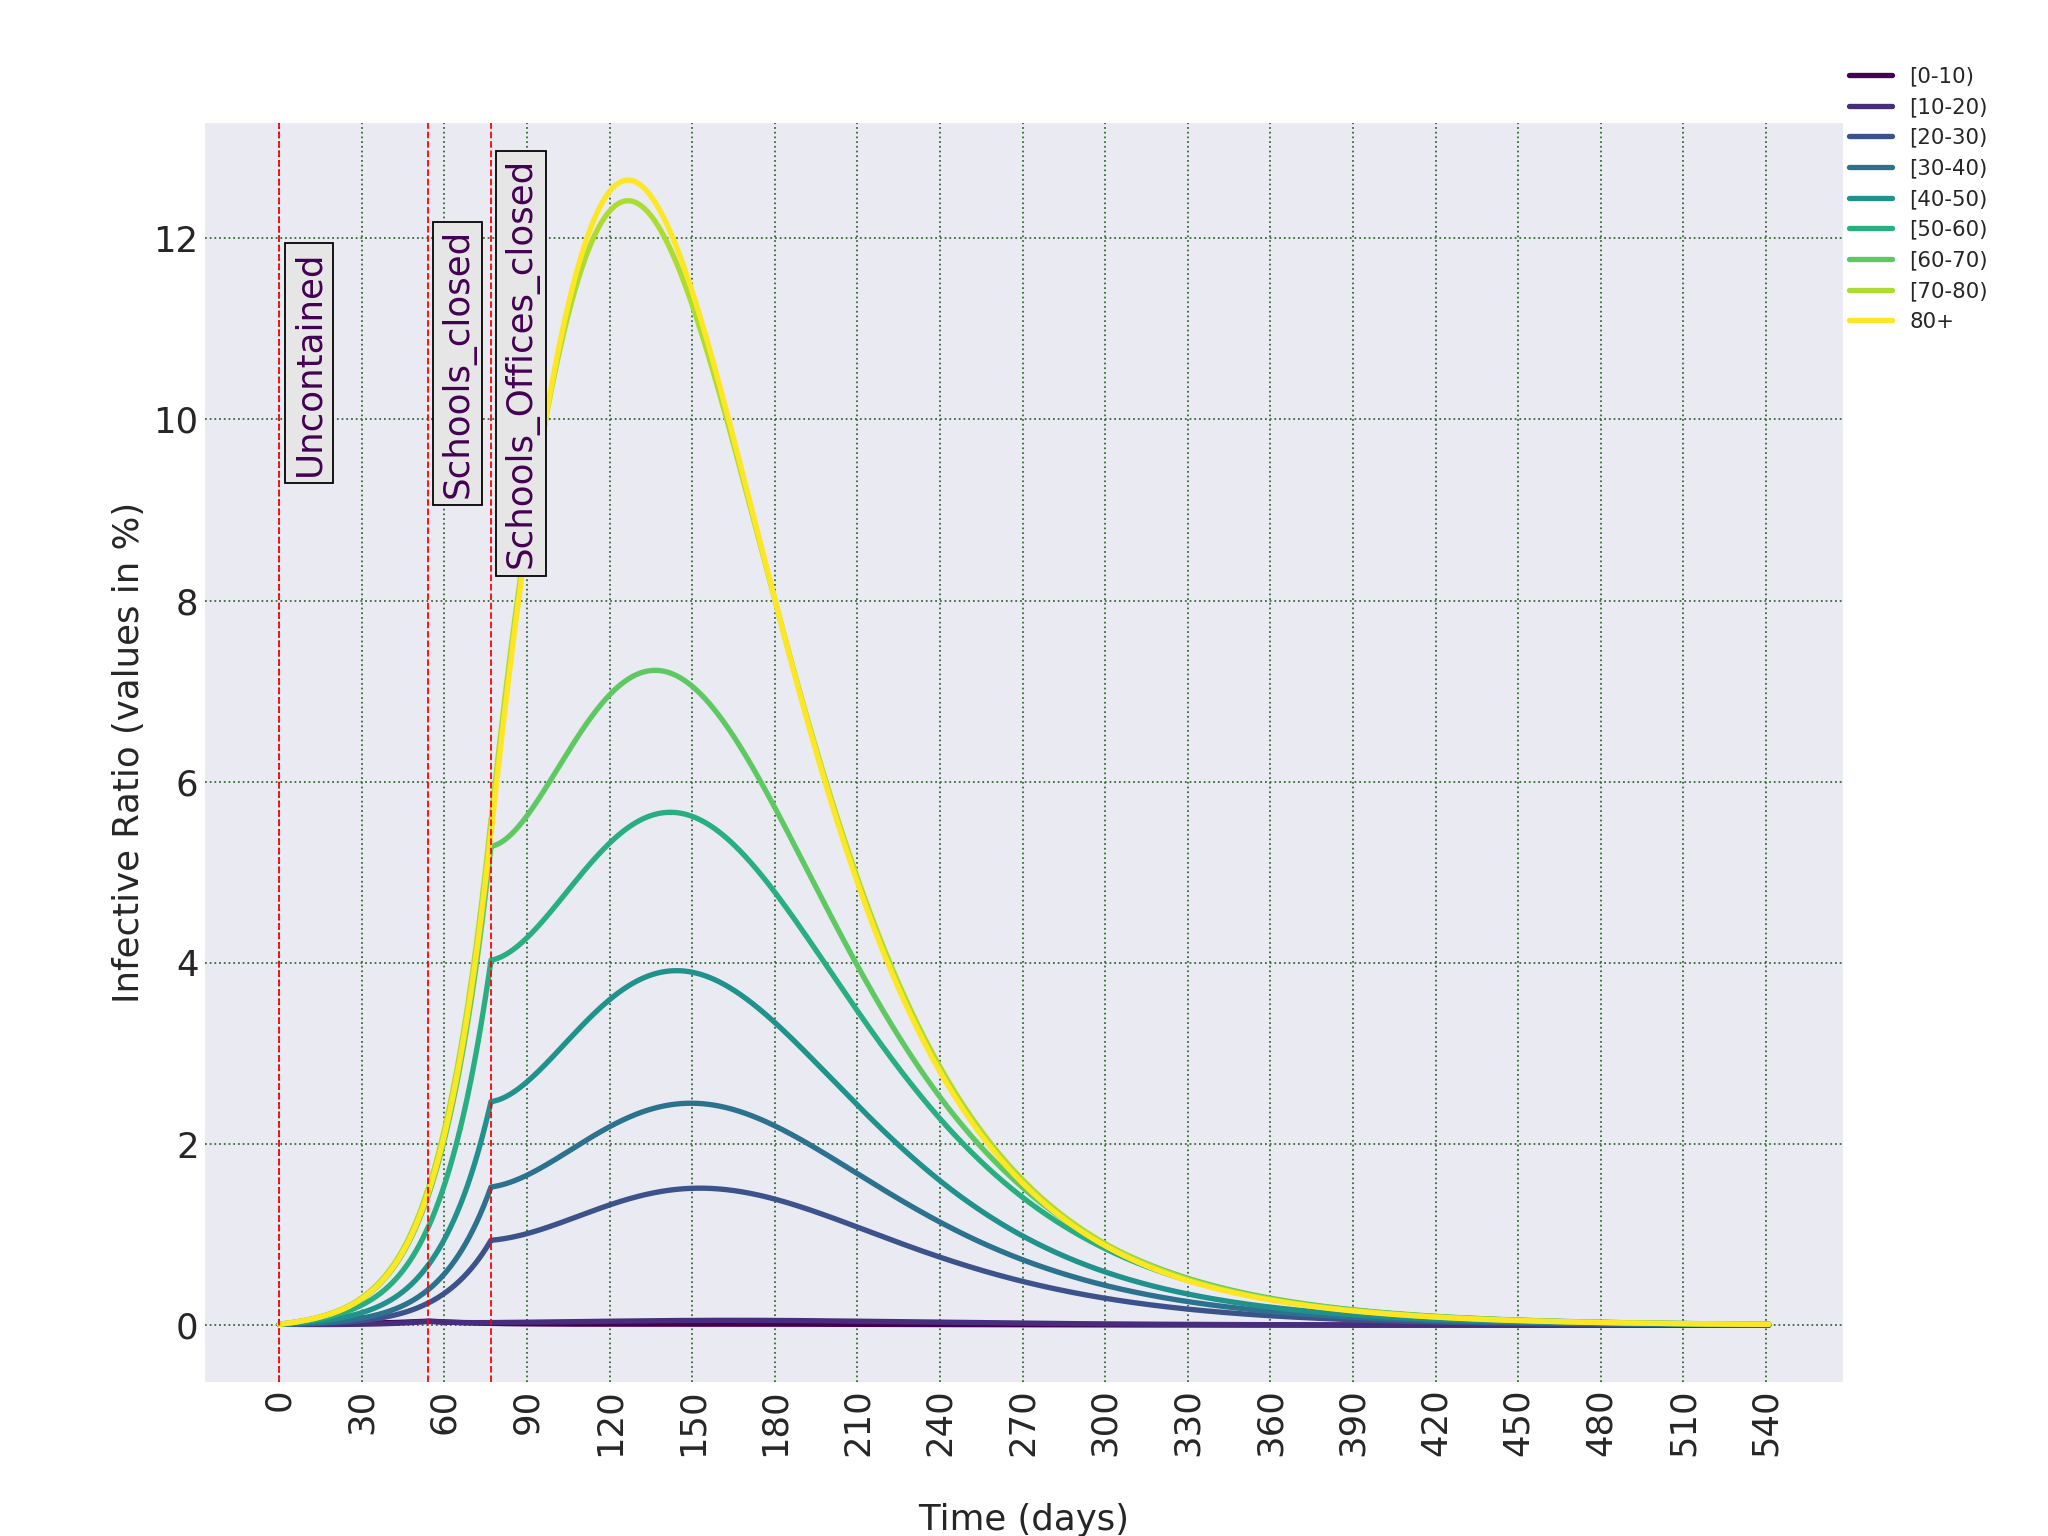 [0-10)
[10-20)
[20-30)
[30-40)
[40-50)
[50-60)
[60-70)
[70-80)
80+
Uncontained
Schools_closed
Schools_Offices_closed
Infective Ratio (values in %)
12
10
8
6
4
2
0
0 30 60 90 120 150 180 210 240 270 300 330 360 390 420 450 480 510 540
Time (days)